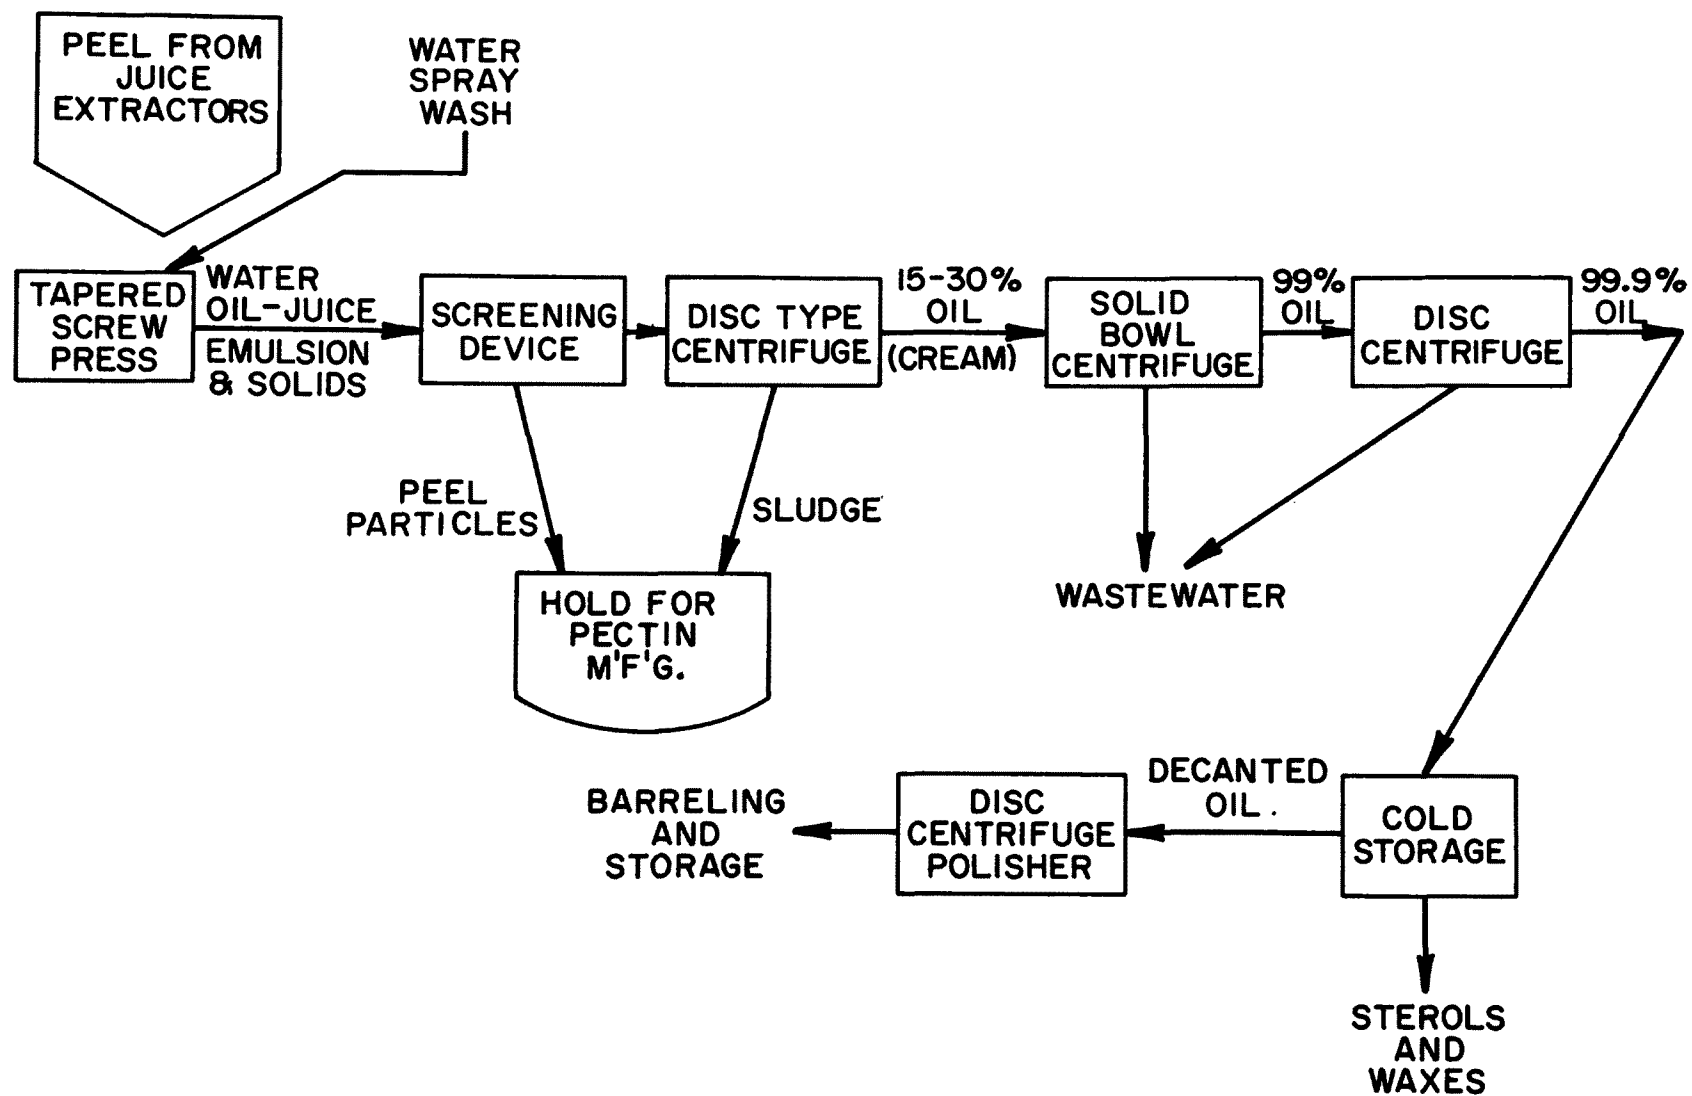 PEEL FROM
JUICE
EXTRACTORS
WATER
SPRAY
WASH
TAPERED
SCREW
PRESS
WATER
OIL-JUICE
EMULSION
& SOLIDS
SCREENING
DEVICE
DISC TYPE
CENTRIFUGE
15-30%
OIL
(CREAM)
SOLID
BOWL
CENTRIFUGE
99%
OIL
DISC
CENTRIFUGE
99.9%
OIL
PEEL
PARTICLES
SLUDGE
HOLD FOR
PECTIN
M'F'G.
WASTEWATER
BARRELING
AND
STORAGE
DISC
CENTRIFUGE
POLISHER
DECANTED
OIL.
COLD
STORAGE
STEROLS
AND
WAXES